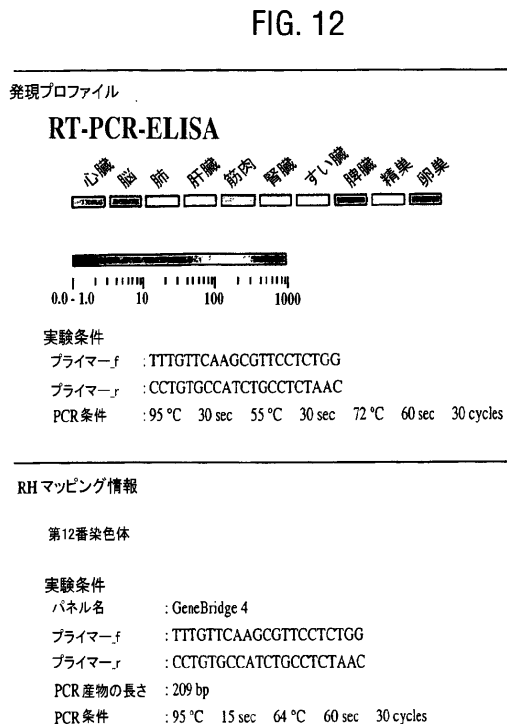 FIG. 12
発現プロファイル
RT-PCR-ELISA
心臓 脳 肺 肝臓 筋肉 腎臓 すい臓 脾臓 精巣 卵巣
0.0 - 1.0 10 100 1000
実験条件
プライマー_f : TTTGTTCAAGCGTTCCTCTGG
プライマー_r : CCTGTGCCATCTGCCTCTAAC
PCR条件 : 95 °C 30 sec 55 °C 30 sec 72 °C 60 sec 30 cycles
RH マッピング情報
第12番染色体
実験条件
パネル名 : GeneBridge 4
プライマー_f : TTTGTTCAAGCGTTCCTCTGG
プライマー_r : CCTGTGCCATCTGCCTCTAAC
PCR 産物の長さ : 209 bp
PCR 条件 : 95 °C 15 sec 64 °C 60 sec 30 cycles